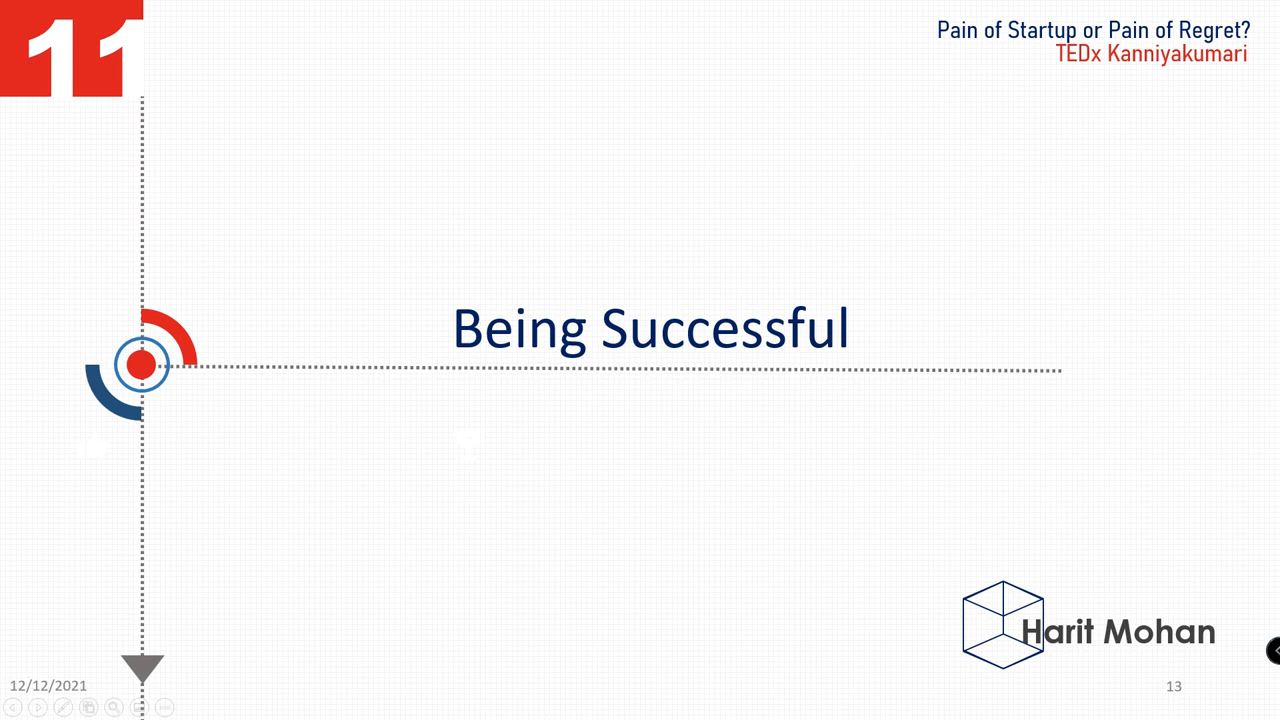 11
Pain of Startup or Pain of Regret?
TEDx Kanniyakumari
Being Successful
Harit Mohan
12/12/2021
13